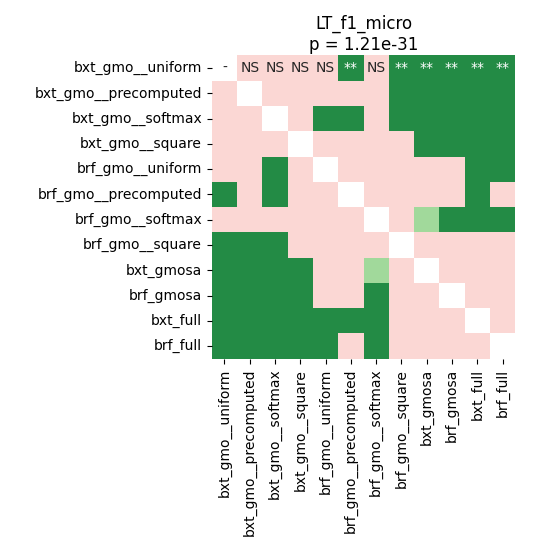 LT_f1_micro
p = 1.21e-31
bxt_gmo__uniform - NS NS NS NS ** NS ** ** ** ** **
bxt_gmo__precomputed
bxt_gmo__softmax
bxt_gmo__square
brf_gmo__uniform
brf_gmo__precomputed
brf_gmo__softmax
brf_gmo__square
bxt_gmosa
brf_gmosa
bxt_full
brf_full
bxt_gmo__uniform
bxt_gmo__precomputed
bxt_gmo__softmax
bxt_gmo__square
brf_gmo__uniform
brf_gmo__precomputed
brf_gmo__softmax
brf_gmo__square
bxt_gmosa
brf_gmosa
bxt_full
brf_full